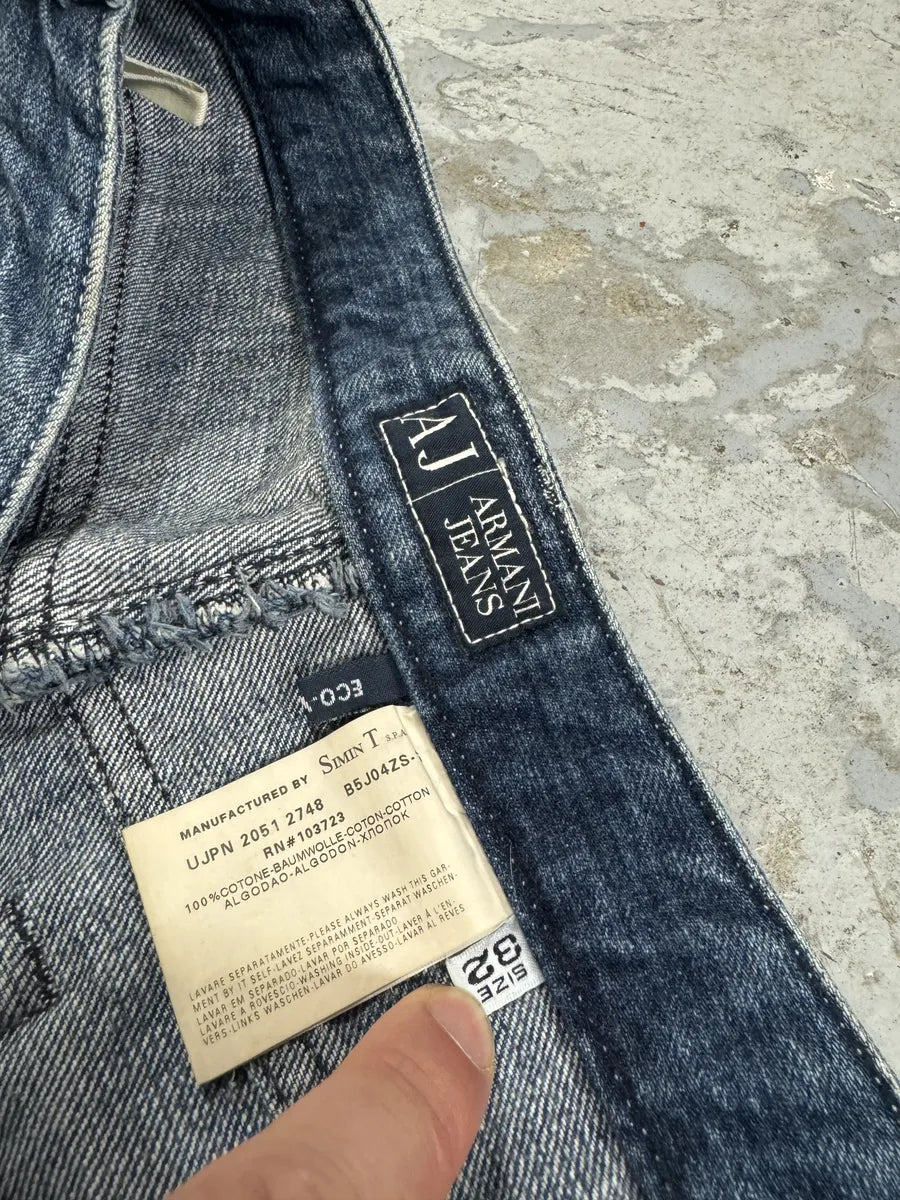 AJ
ARMANI
JEANS
ECO-
MANUFACTURED BY SIMIN T S.P.A
UJPN 2051 2748 B5J04ZS-
RN#103723
100%COTONE-BAUMWOLLE-COTON-COTTON
ALGODAO-ALGODON-ХЛОПОК
LAVARE SEPARATAMENTE.PLEASE ALWAYS WASH THIS GAR.
MENT BY IT SELF-LAVEZ SEPARAMMENT-SEPARAT WASCHEN-
LAVAR EM SEPARADO-LAVAR POR SEPARADO
LAVARE A ROVESCIO-WASHING INSIDE-OUT-LAVER À L'EN:
VERS-LINKS WASCHEN-LAVAR DO AVESSO-LAVAR AL REVES
SIZE
32